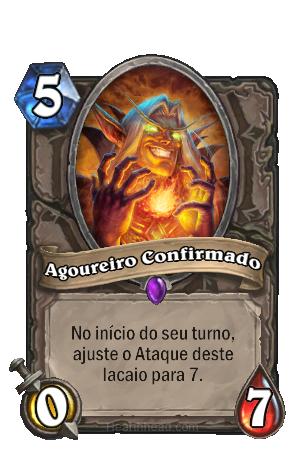 5
Agoureiro Confirmado
No início do seu turno,
ajuste o Ataque deste
lacaio para 7.
0
7